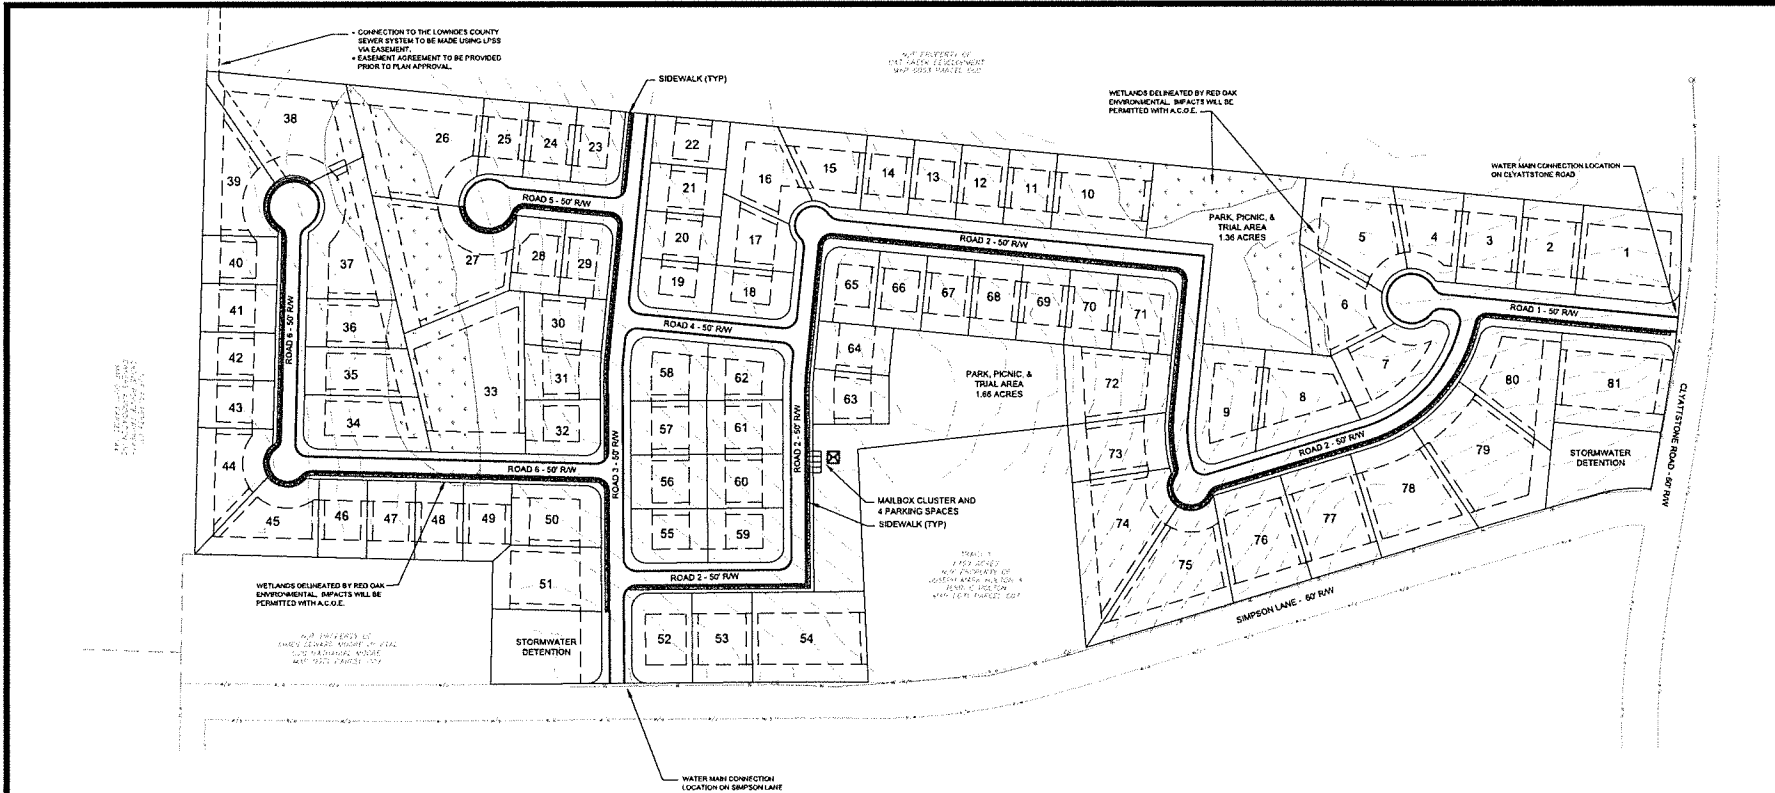 • CONNECTION TO THE LOWNDES COUNTY
SEWER SYSTEM TO BE MADE USING LPSS
VIA EASEMENT.
• EASEMENT AGREEMENT TO BE PROVIDED
PRIOR TO PLAN APPROVAL.
SIDEWALK (TYP)
WETLANDS DELINEATED BY RED OAK
ENVIRONMENTAL. IMPACTS WILL BE
PERMITTED WITH A.C.O.E.
WATER MAIN CONNECTION LOCATION
ON CLYATTSTONE ROAD
38
26
25
24
23
22
15
14
13
12
11
10
16
39
21
ROAD 5 - 50' R/W
PARK, PICNIC, &
TRIAL AREA
1.36 ACRES
5
4
3
2
1
20
17
ROAD 2 - 50' R/W
40
37
27
28
29
19
18
65
66
67
68
69
70
71
6
ROAD 1 - 50' R/W
41
36
30
ROAD 4 - 50' R/W
ROAD 6 - 50' R/W
42
35
33
31
58
62
64
PARK, PICNIC, &
TRIAL AREA
1.66 ACRES
72
7
80
81
43
34
32
57
61
63
9
8
CLYATTSTONE ROAD - 60' R/W
44
ROAD 6 - 50' R/W
ROAD 3 - 50' R/W
ROAD 2 - 50' R/W
73
ROAD 2 - 50' R/W
79
STORMWATER
DETENTION
56
60
MAILBOX CLUSTER AND
4 PARKING SPACES
SIDEWALK (TYP)
78
45
46
47
48
49
50
55
59
74
77
76
75
51
ROAD 2 - 50' R/W
WETLANDS DELINEATED BY RED OAK
ENVIRONMENTAL. IMPACTS WILL BE
PERMITTED WITH A.C.O.E.
SIMPSON LANE - 60' R/W
STORMWATER
DETENTION
52
53
54
WATER MAIN CONNECTION
LOCATION ON SIMPSON LANE